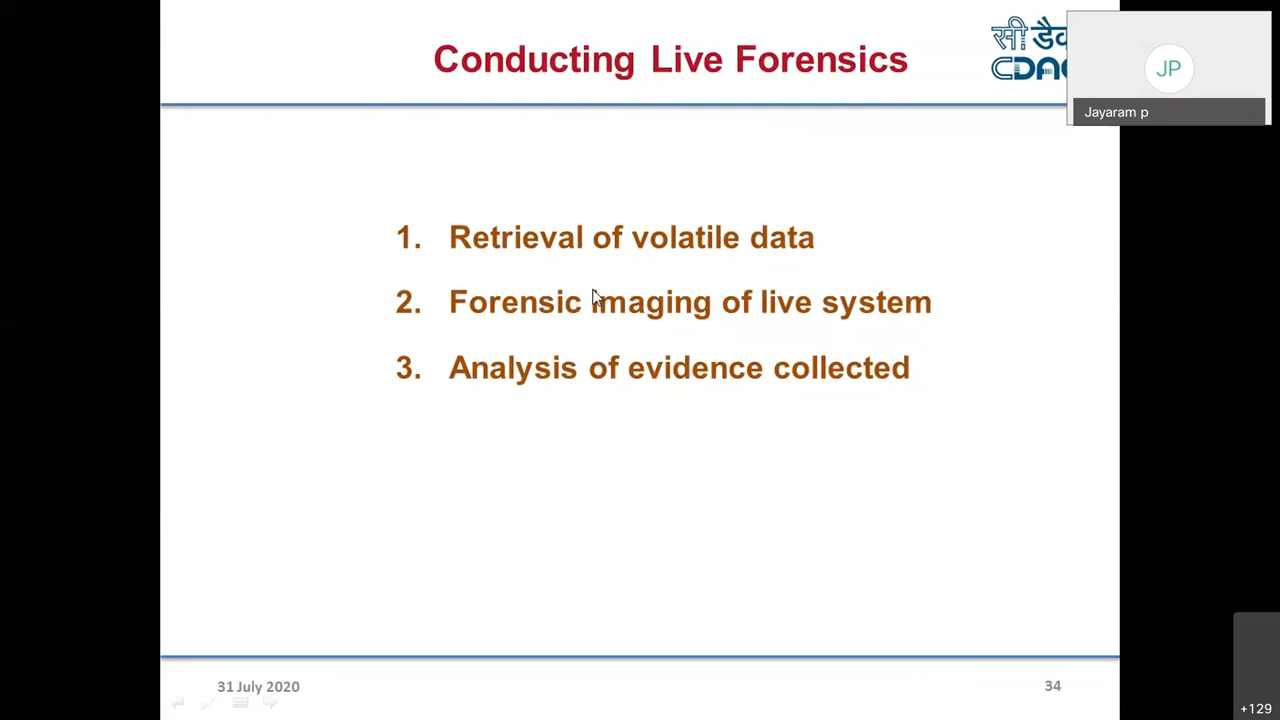 Conducting Live Forensics
सी डैक
CDAC
JP
Jayaram p
1. Retrieval of volatile data
2. Forensic imaging of live system
3. Analysis of evidence collected
31 July 2020
34
+129